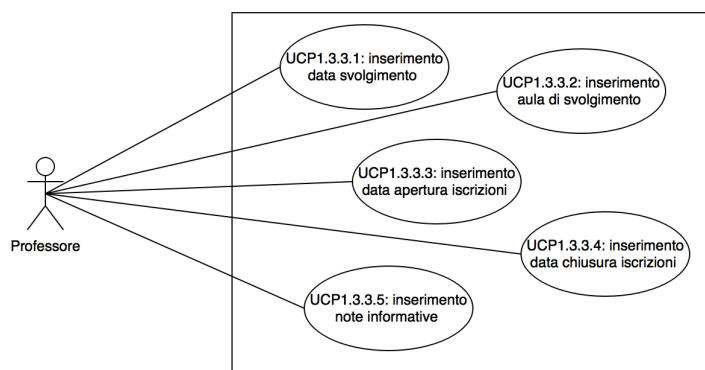 UCP1.3.3.1: inserimento
data svolgimento
UCP1.3.3.2: inserimento
aula di svolgimento
UCP1.3.3.3: inserimento
data apertura iscrizioni
Professore
UCP1.3.3.4: inserimento
data chiusura iscrizioni
UCP1.3.3.5: inserimento
note informative